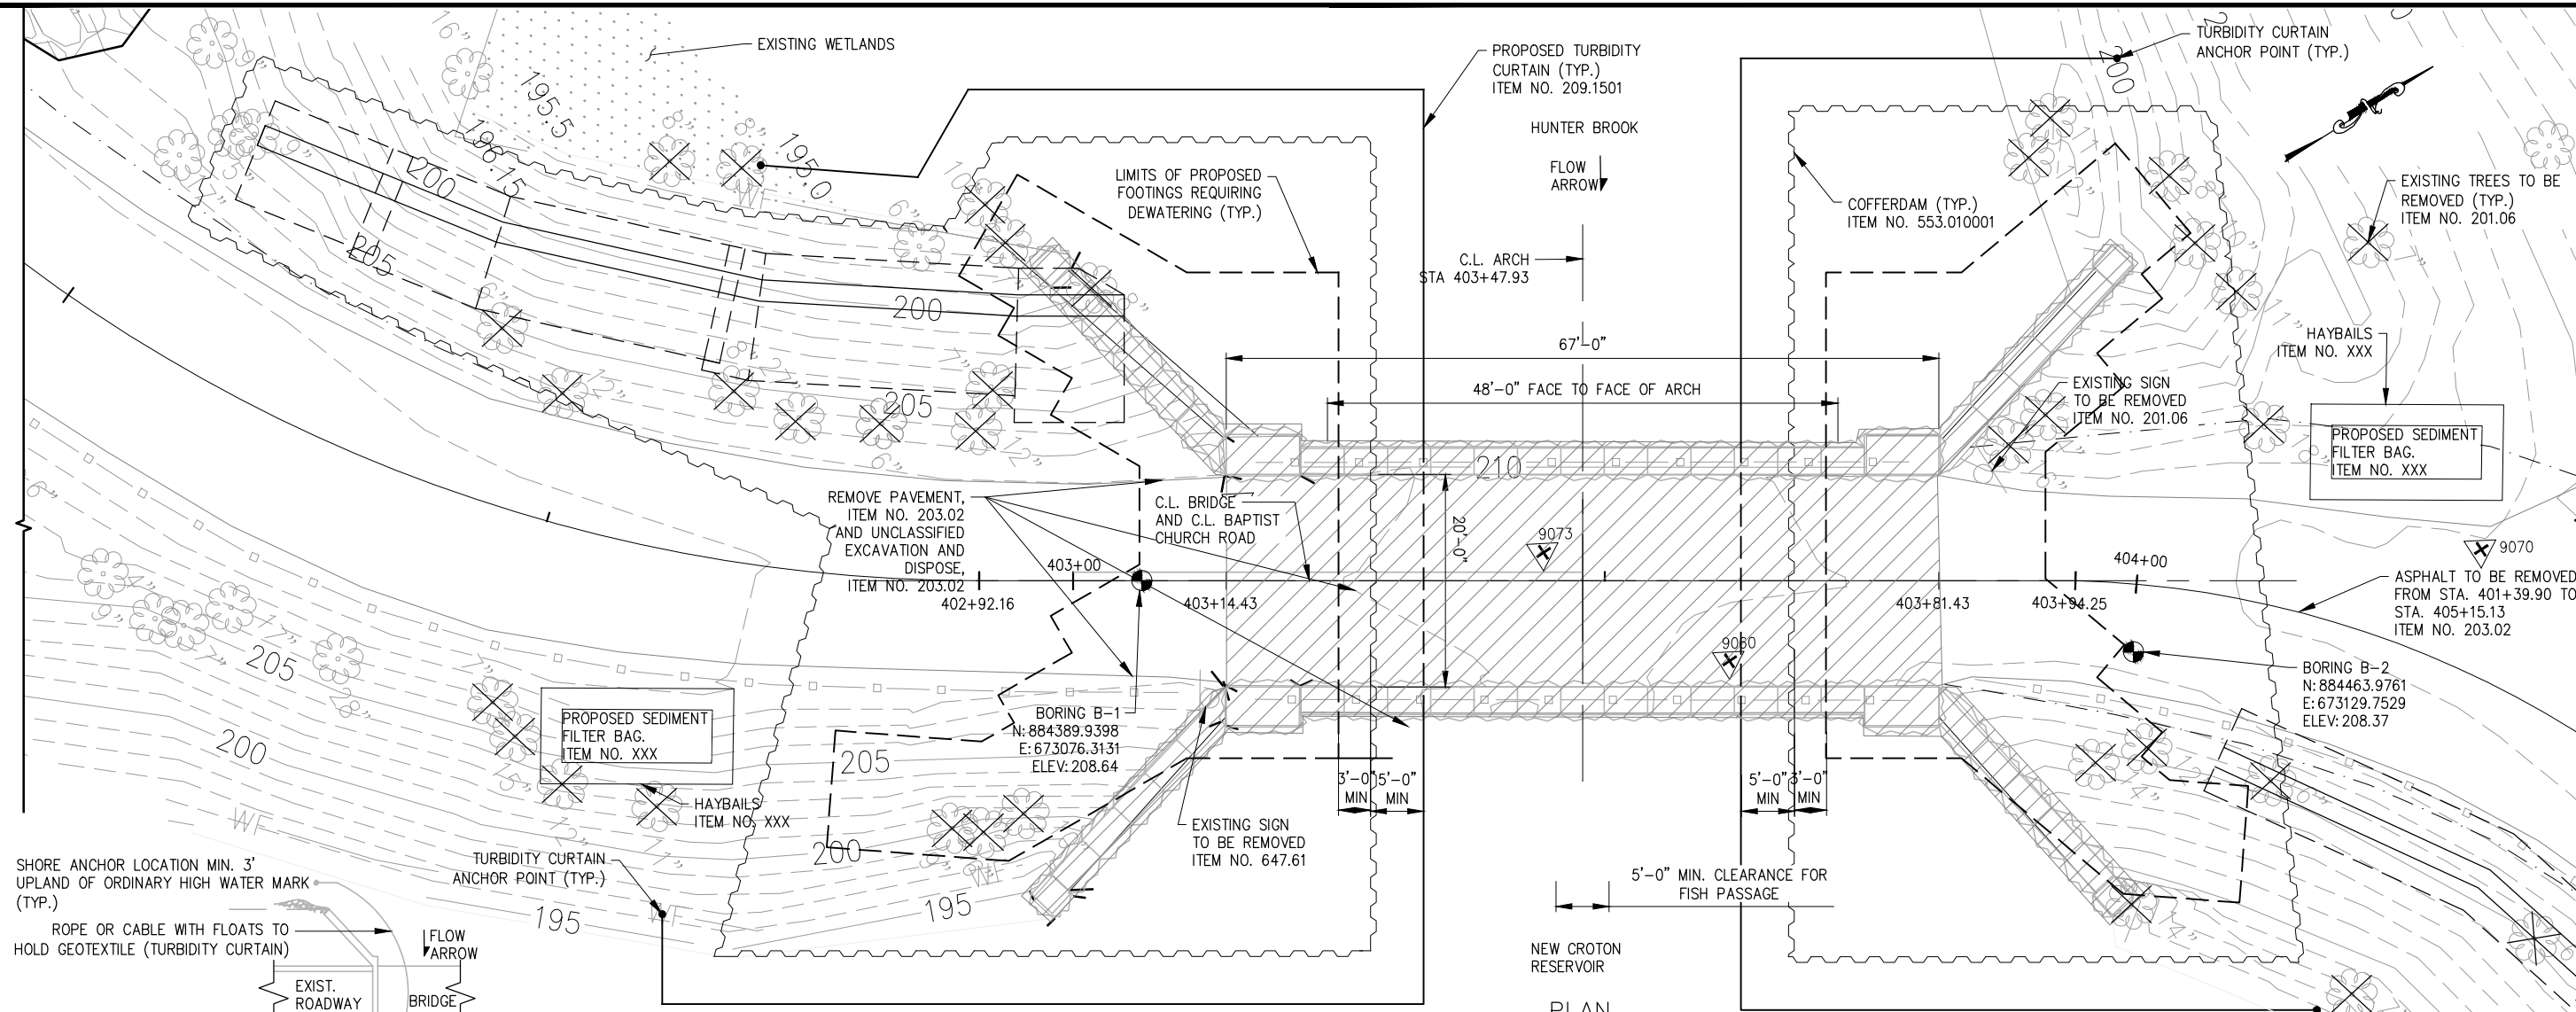 EXISTING WETLANDS
PROPOSED TURBIDITY
CURTAIN (TYP.)
ITEM NO. 209.1501
TURBIDITY CURTAIN
ANCHOR POINT (TYP.)
HUNTER BROOK
FLOW
ARROW
LIMITS OF PROPOSED
FOOTINGS REQUIRING
DEWATERING (TYP.)
COFFERDAM (TYP.)
ITEM NO. 553.010001
EXISTING TREES TO BE
REMOVED (TYP.)
ITEM NO. 201.06
C.L. ARCH
STA 403+47.93
16"
195.5
196.15
195.0
200
200
205
200
205
210
67'-0"
48'-0" FACE TO FACE OF ARCH
EXISTING SIGN
TO BE REMOVED
ITEM NO. 201.06
HAYBAILS
ITEM NO. XXX
PROPOSED SEDIMENT
FILTER BAG.
ITEM NO. XXX
REMOVE PAVEMENT,
ITEM NO. 203.02
AND UNCLASSIFIED
EXCAVATION AND
DISPOSE,
ITEM NO. 203.02
C.L. BRIDGE
AND C.L. BAPTIST
CHURCH ROAD
20'-0"
9073
9060
9070
402+92.16
403+00
403+14.43
403+81.43
403+94.25
404+00
ASPHALT TO BE REMOVED
FROM STA. 401+39.90 TO
STA. 405+15.13
ITEM NO. 203.02
BORING B-2
N:884463.9761
E:673129.7529
ELEV:208.37
BORING B-1
N:884389.9398
E:673076.3131
ELEV:208.64
205
200
PROPOSED SEDIMENT
FILTER BAG.
ITEM NO. XXX
HAYBAILS
ITEM NO. XXX
205
200
195
195
WF
WF
WF
WF
3'-0"
MIN
5'-0"
MIN
5'-0"
MIN
3'-0"
MIN
EXISTING SIGN
TO BE REMOVED
ITEM NO. 647.61
TURBIDITY CURTAIN
ANCHOR POINT (TYP.)
5'-0" MIN. CLEARANCE FOR
FISH PASSAGE
SHORE ANCHOR LOCATION MIN. 3'
UPLAND OF ORDINARY HIGH WATER MARK
(TYP.)
ROPE OR CABLE WITH FLOATS TO
HOLD GEOTEXTILE (TURBIDITY CURTAIN)
FLOW
ARROW
EXIST.
ROADWAY
BRIDGE
NEW CROTON
RESERVOIR
PLAN